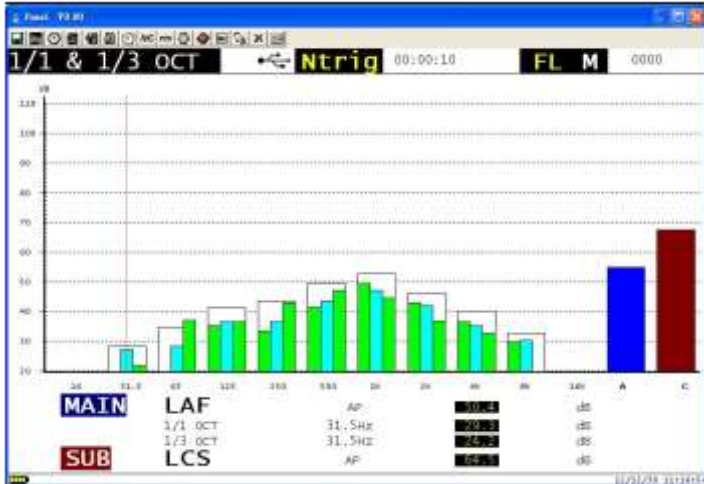 1/1 & 1/3 OCT Ntrig 00:00:10 FL M 0000
110
100
90
80
70
60
50
40
30
20
16 31.5 63 125 250 500 1K 2K 4K 8K 16K A C
MAIN LAF AP dB
1/1 OCT 31.5Hz dB
1/3 OCT 31.5Hz dB
SUB LCS AP dB